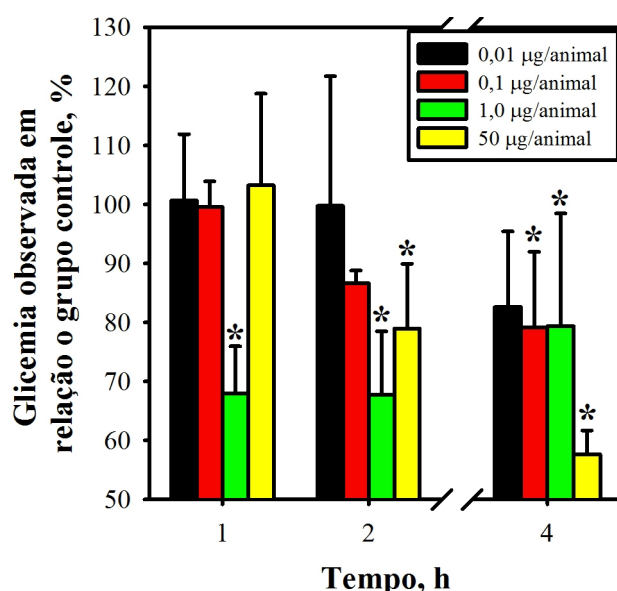 Glicemia observada em
relação o grupo controle, %
130
120
110
100
90
80
70
60
50
0,01 µg/animal
0,1 µg/animal
1,0 µg/animal
50 µg/animal
*
*
*
*
*
*
1
2
4
Tempo, h